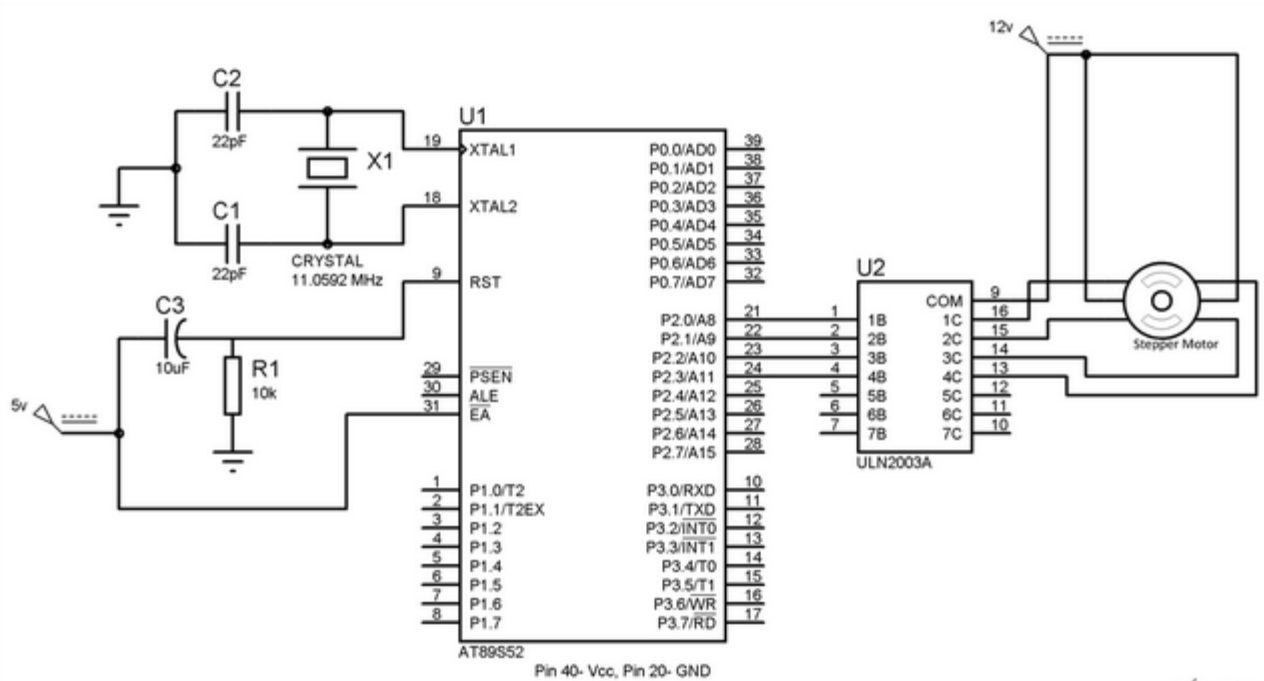 12v
C2
22pF
X1
C1
22pF
CRYSTAL
11.0592 MHz
C3
10uF
R1
10k
5v
U1
19 XTAL1
18 XTAL2
9 RST
29 PSEN
30 ALE
31 EA
1 P1.0/T2
2 P1.1/T2EX
3 P1.2
4 P1.3
5 P1.4
6 P1.5
7 P1.6
8 P1.7
P0.0/AD0 39
P0.1/AD1 38
P0.2/AD2 37
P0.3/AD3 36
P0.4/AD4 35
P0.5/AD5 34
P0.6/AD6 33
P0.7/AD7 32
P2.0/A8 21
P2.1/A9 22
P2.2/A10 23
P2.3/A11 24
P2.4/A12 25
P2.5/A13 26
P2.6/A14 27
P2.7/A15 28
P3.0/RXD 10
P3.1/TXD 11
P3.2/INT0 12
P3.3/INT1 13
P3.4/T0 14
P3.5/T1 15
P3.6/WR 16
P3.7/RD 17
AT89S52
Pin 40- Vcc, Pin 20- GND
U2
1 1B
2 2B
3 3B
4 4B
5 5B
6 6B
7 7B
COM 9
1C 16
2C 15
3C 14
4C 13
5C 12
6C 11
7C 10
ULN2003A
Stepper Motor